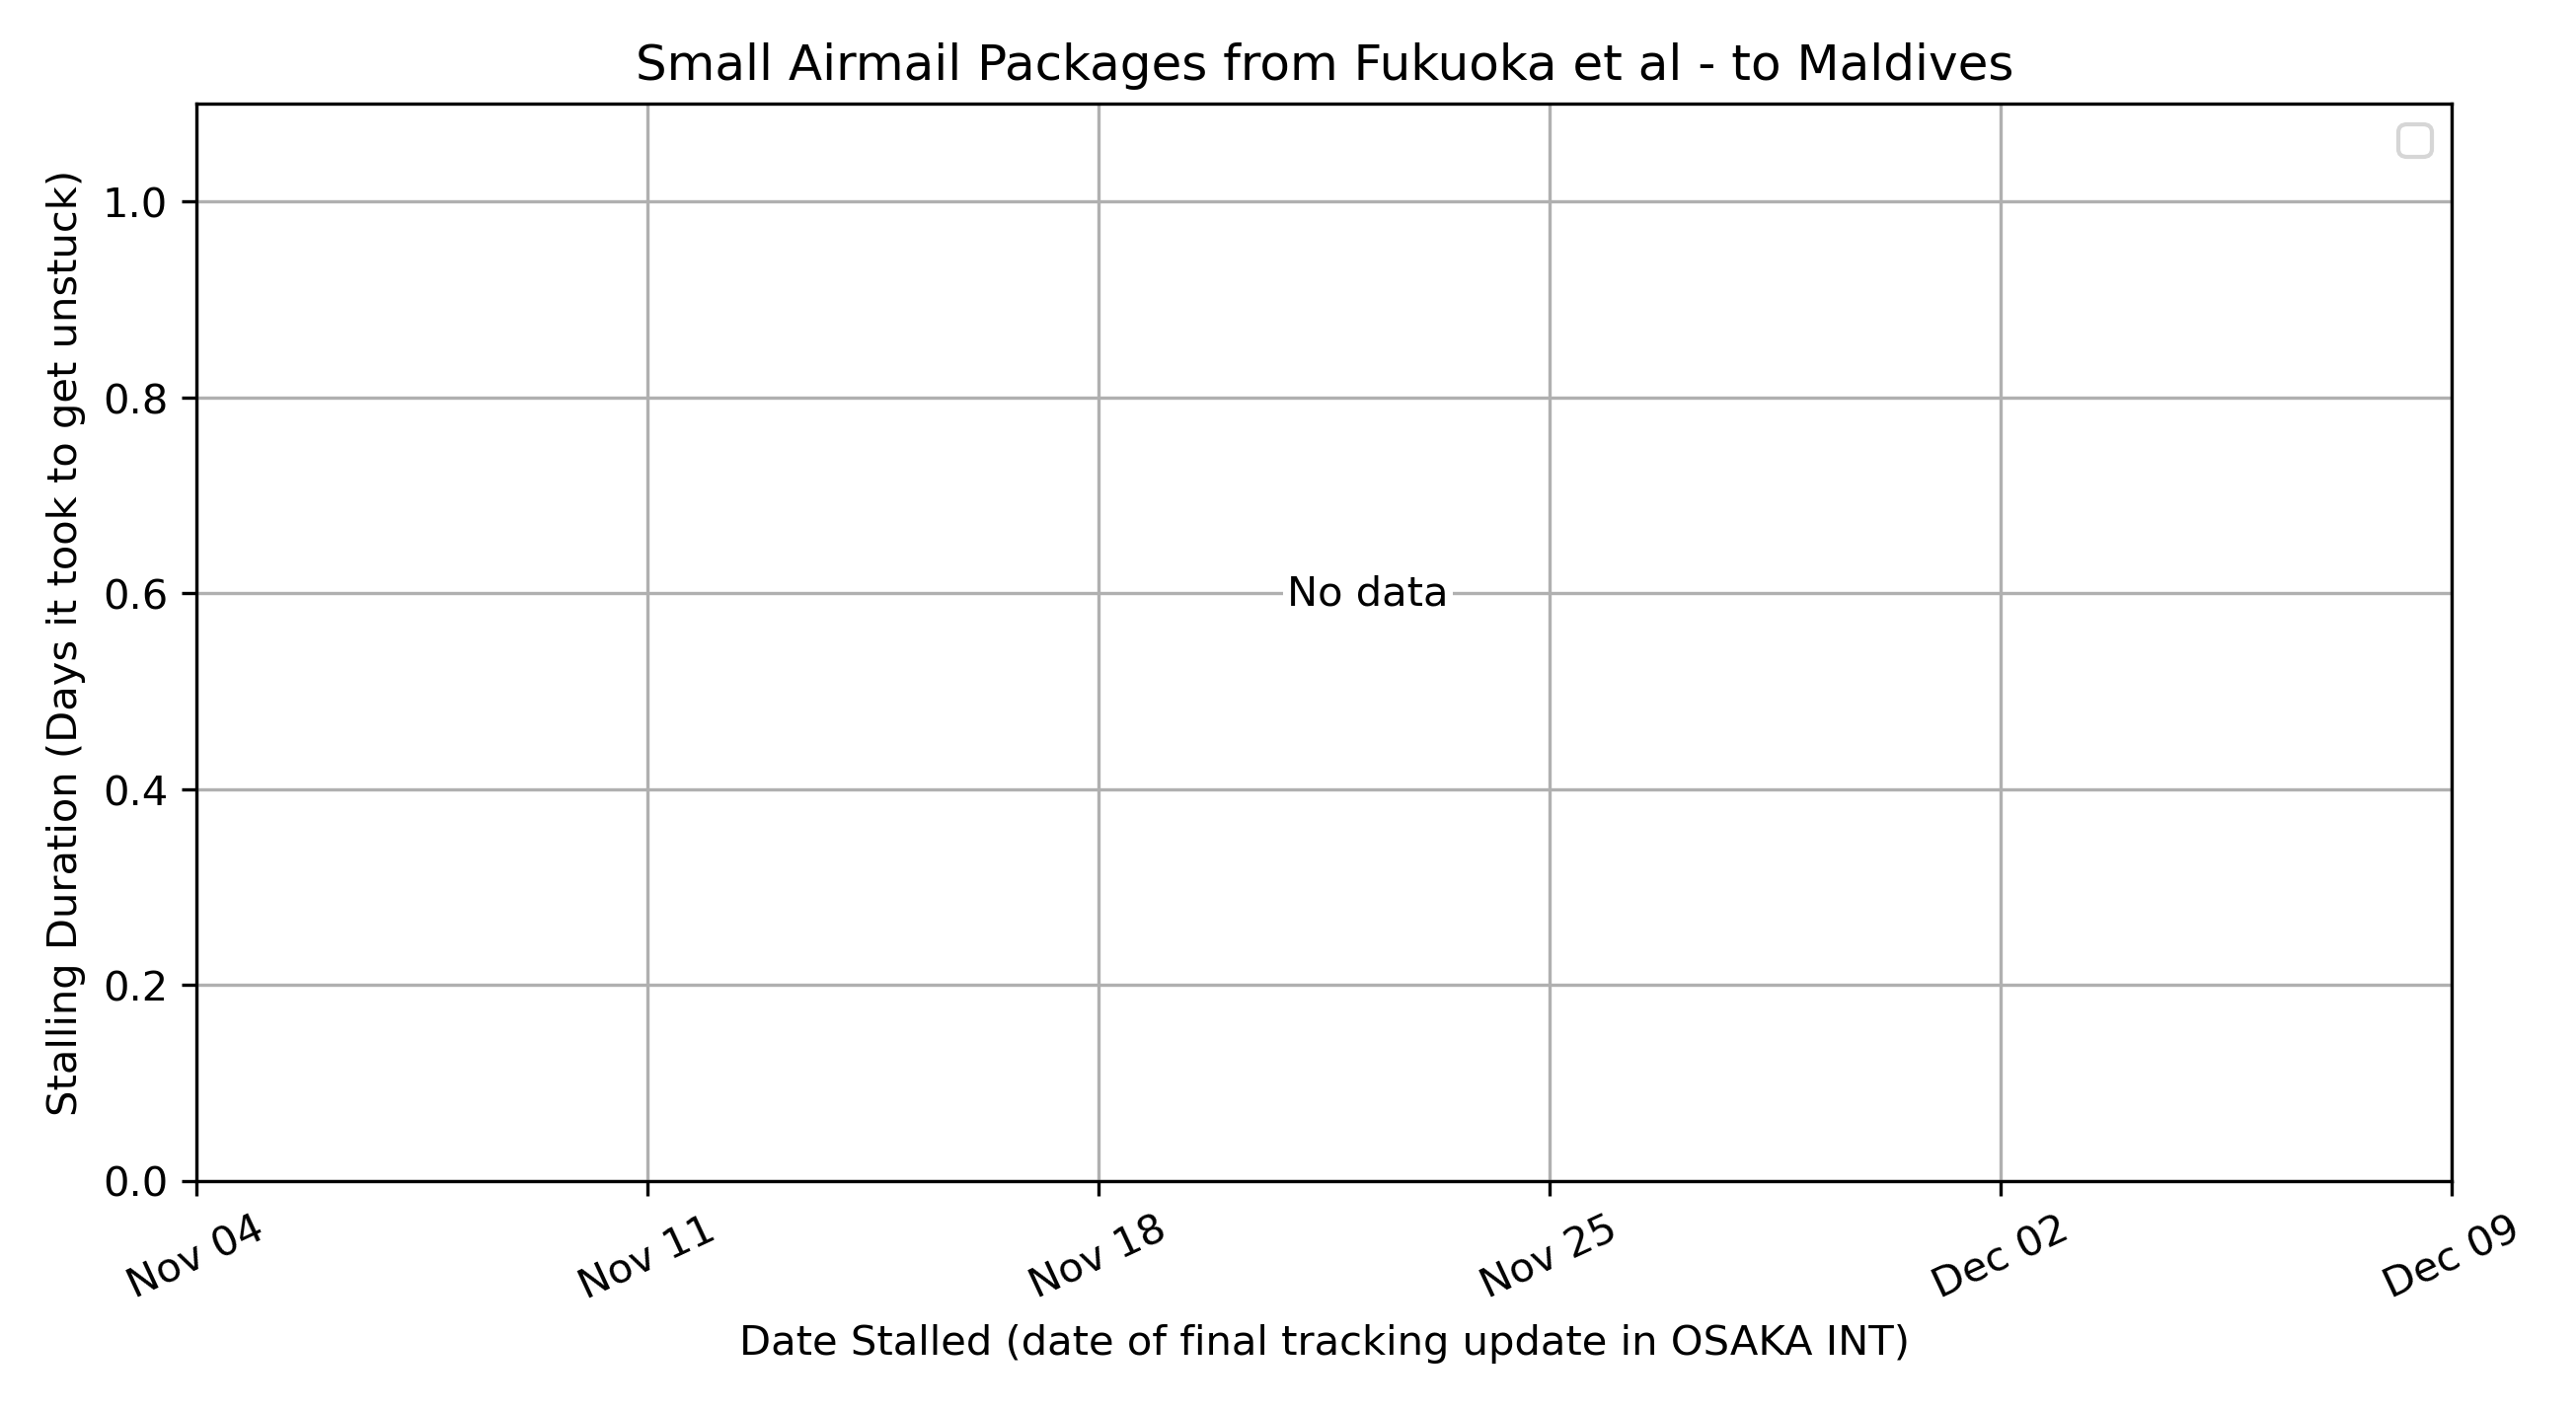 Small Airmail Packages from Fukuoka et al - to Maldives
Stalling Duration (Days it took to get unstuck)
1.0
0.8
0.6
0.4
0.2
0.0
No data
Nov 04
Nov 11
Nov 18
Nov 25
Dec 02
Dec 09
Date Stalled (date of final tracking update in OSAKA INT)